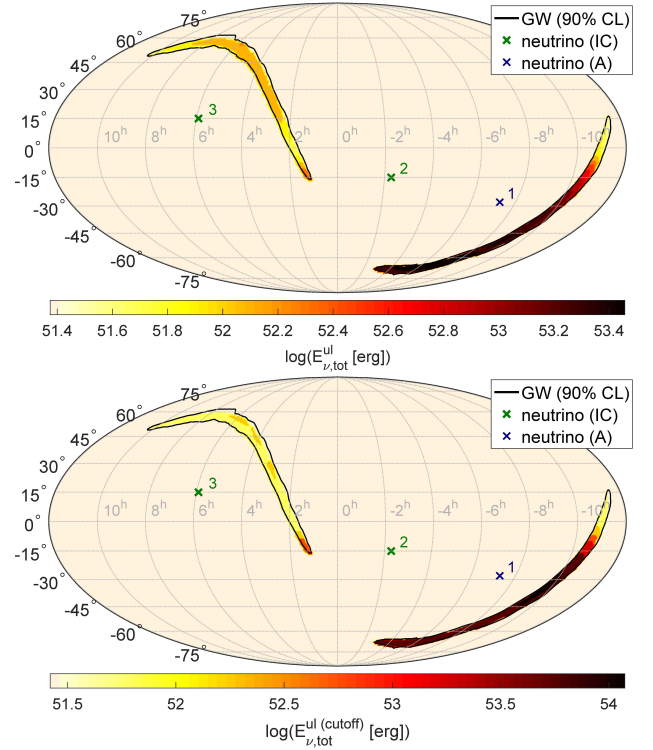 75°
60°
45°
30°
15°
0°
-15°
-30°
-45°
-60°
-75°
10h 8h 6h 4h 2h 0h -2h -4h -6h -8h -10h
GW (90% CL)
neutrino (IC)
neutrino (A)
3
2
1
51.4 51.6 51.8 52 52.2 52.4 52.6 52.8 53 53.2 53.4
log(E^ul_ν,tot [erg])
75°
60°
45°
30°
15°
0°
-15°
-30°
-45°
-60°
-75°
10h 8h 6h 4h 2h 0h -2h -4h -6h -8h -10h
GW (90% CL)
neutrino (IC)
neutrino (A)
3
2
1
51.5 52 52.5 53 53.5 54
log(E^ul (cutoff)_ν,tot [erg])